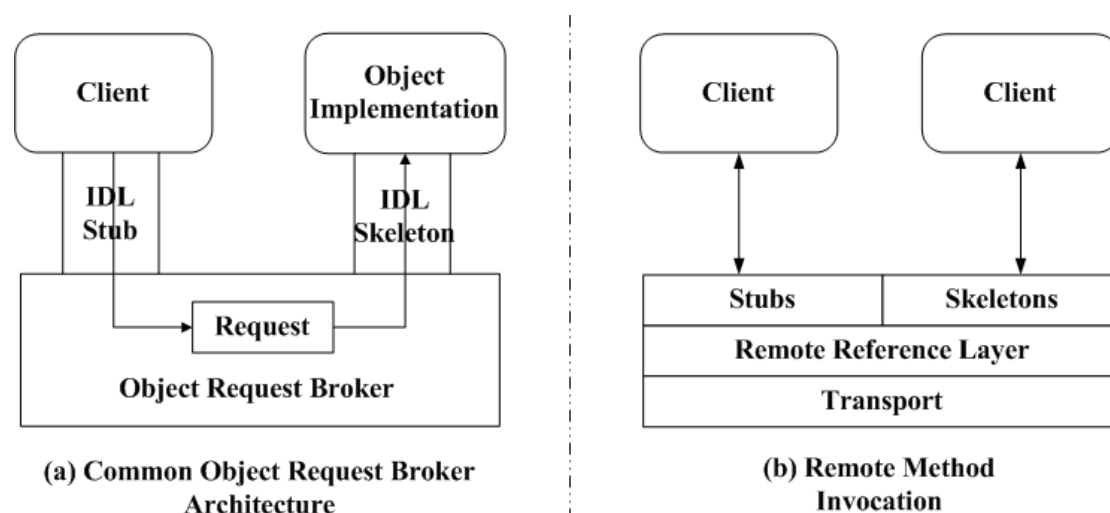 Client
Object
Implementation
IDL
Stub
IDL
Skeleton
Request
Object Request Broker
(a) Common Object Request Broker
Architecture
Client
Client
Stubs
Skeletons
Remote Reference Layer
Transport
(b) Remote Method
Invocation